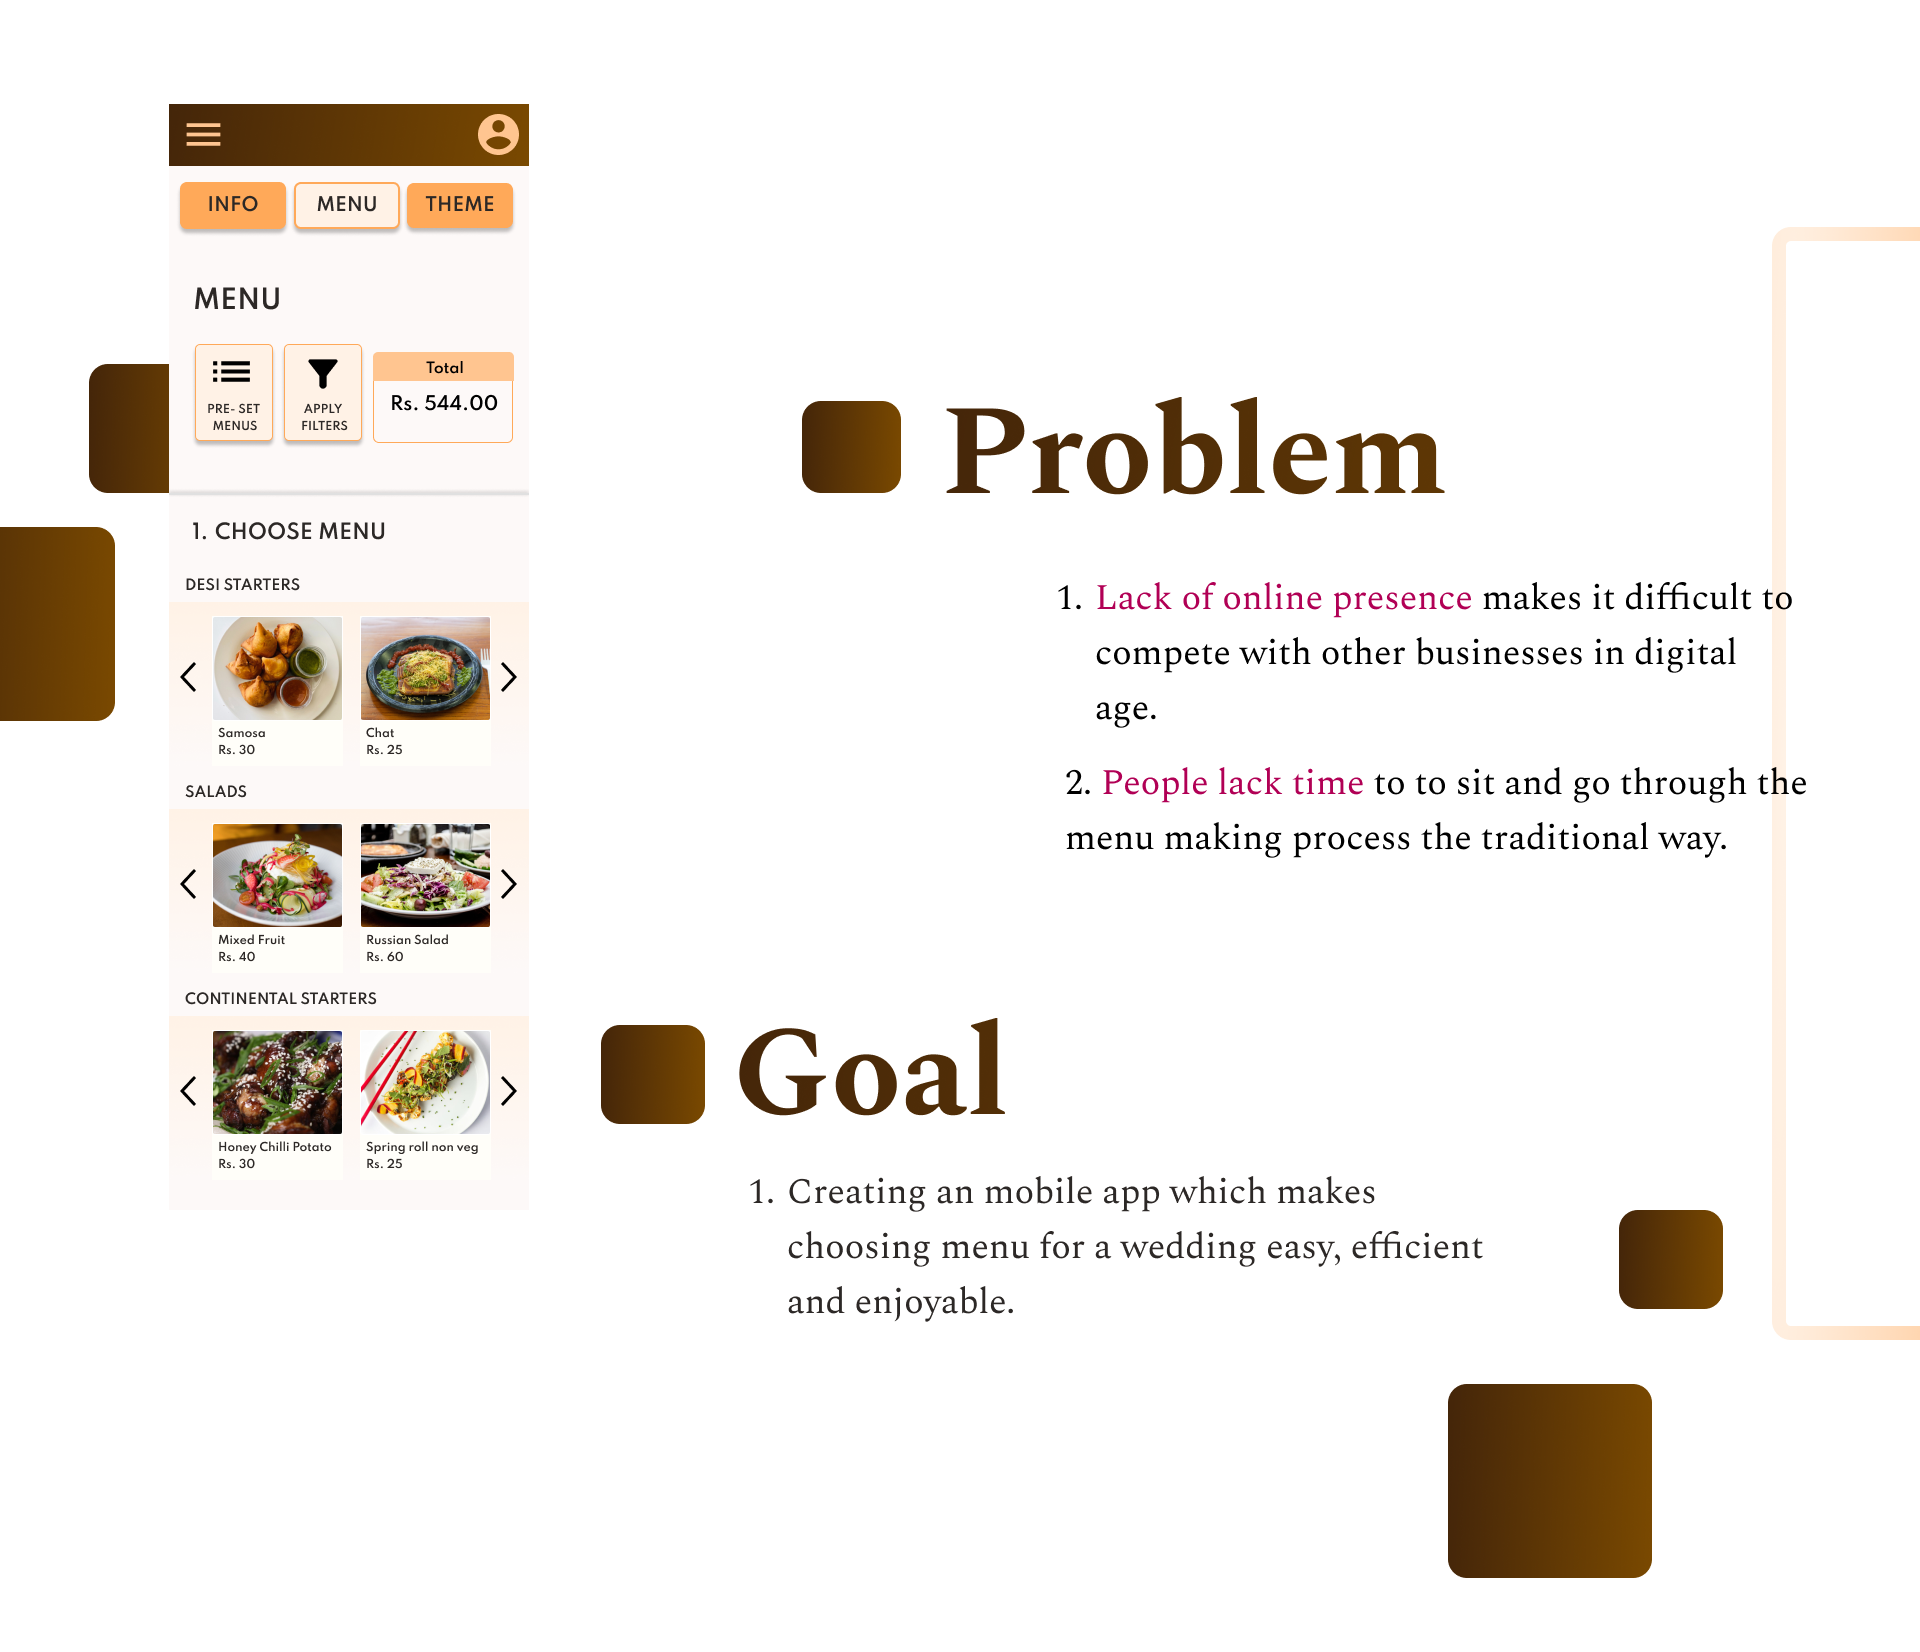 INFO MENU THEME
MENU
PRE- SET
MENUS
APPLY
FILTERS
Total
Rs. 544.00
1. CHOOSE MENU
DESI STARTERS
Samosa
Rs. 30
Chat
Rs. 25
SALADS
Mixed Fruit
Rs. 40
Russian Salad
Rs. 60
CONTINENTAL STARTERS
Honey Chilli Potato
Rs. 30
Spring roll non veg
Rs. 25
Problem
1. Lack of online presence makes it difficult to
compete with other businesses in digital
age.
2. People lack time to to sit and go through the
menu making process the traditional way.
Goal
1. Creating an mobile app which makes
choosing menu for a wedding easy, efficient
and enjoyable.